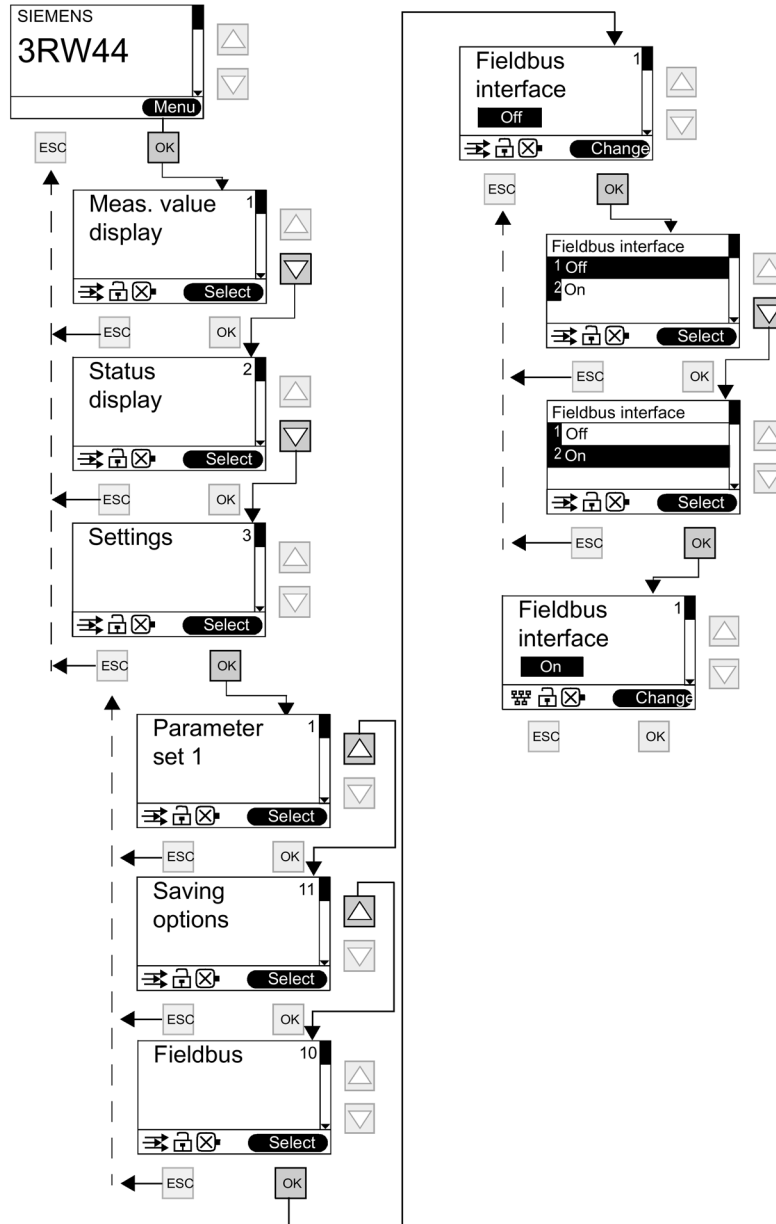 SIEMENS
3RW44
Menu
ESC
OK
Meas. value 1
display
Select
ESC
OK
Status 2
display
Select
ESC
OK
Settings 3
Select
ESC
OK
Parameter 1
set 1
Select
ESC
OK
Saving 11
options
Select
ESC
OK
Fieldbus 10
Select
ESC
OK
Fieldbus 1
interface
Off
Change
ESC
OK
Fieldbus interface
1 Off
2 On
Select
ESC
OK
Fieldbus interface
1 Off
2 On
Select
ESC
OK
Fieldbus 1
interface
On
Change
ESC
OK